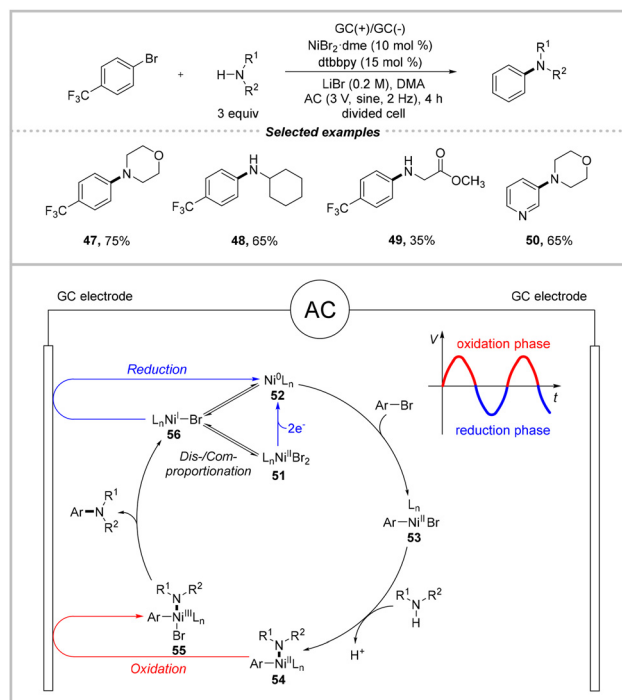 GC(+)/GC(-)
NiBr₂·dme (10 mol %)
dtbbpy (15 mol %)
LiBr (0.2 M), DMA
AC (3 V, sine, 2 Hz), 4 h
divided cell
Br
F₃C
+
H-N
R¹
R²
3 equiv
N
R¹
R²
Selected examples
O
N
F₃C
47, 75%
H
N
F₃C
48, 65%
H
N
O
OCH₃
F₃C
49, 35%
O
N
N
50, 65%
GC electrode
AC
GC electrode
V
oxidation phase
t
reduction phase
Reduction
Ni⁰Lₙ
52
Ar-Br
LₙNiᴵ-Br
56
2e⁻
Dis-/Com-
proportionation
LₙNiᴵᴵBr₂
51
Ar-N
R¹
R²
Lₙ
Ar-NiᴵᴵBr
53
R¹ R²
N
Ar-NiᴵᴵᴵLₙ
Br
55
R¹ R²
N
H
H⁺
R¹ R²
N
Ar-NiᴵᴵLₙ
54
Oxidation